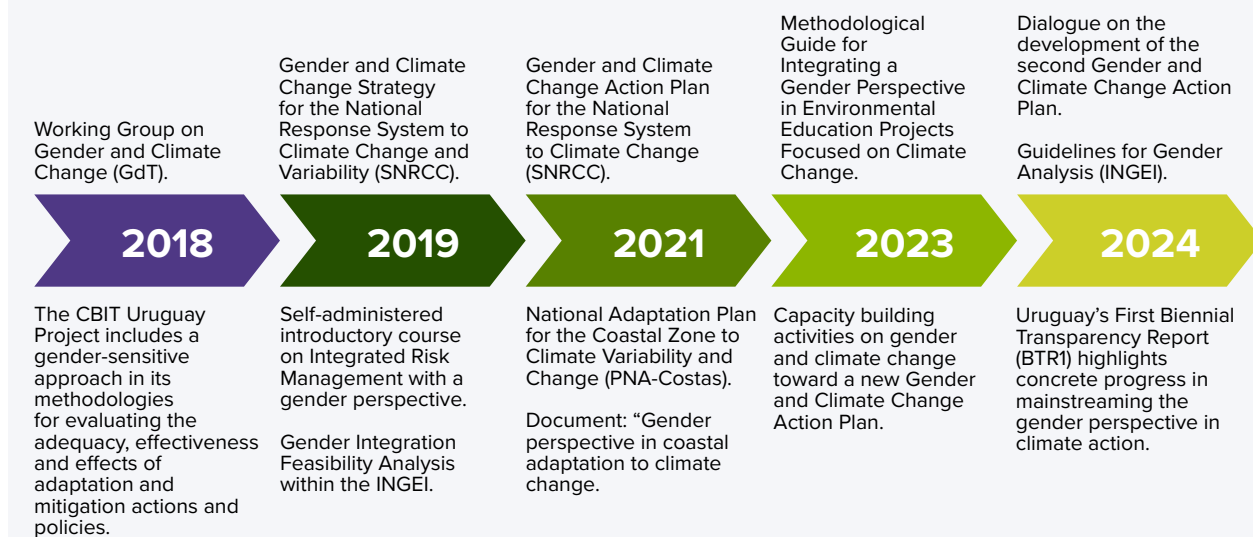 Working Group on
Gender and Climate
Change (GdT).
Gender and Climate
Change Strategy
for the National
Response System to
Climate Change and
Variability (SNRCC).
Gender and Climate
Change Action Plan
for the National
Response System
to Climate Change
(SNRCC).
Methodological
Guide for
Integrating a
Gender Perspective
in Environmental
Education Projects
Focused on Climate
Change.
Dialogue on the
development of the
second Gender and
Climate Change Action
Plan.
Guidelines for Gender
Analysis (INGEI).
2018
2019
2021
2023
2024
The CBIT Uruguay
Project includes a
gender-sensitive
approach in its
methodologies
for evaluating the
adequacy, effectiveness
and effects of
adaptation and
mitigation actions and
policies.
Self-administered
introductory course
on Integrated Risk
Management with a
gender perspective.
Gender Integration
Feasibility Analysis
within the INGEI.
National Adaptation Plan
for the Coastal Zone to
Climate Variability and
Change (PNA-Costas).
Document: “Gender
perspective in coastal
adaptation to climate
change.
Capacity building
activities on gender
and climate change
toward a new Gender
and Climate Change
Action Plan.
Uruguay’s First Biennial
Transparency Report
(BTR1) highlights
concrete progress in
mainstreaming the
gender perspective in
climate action.